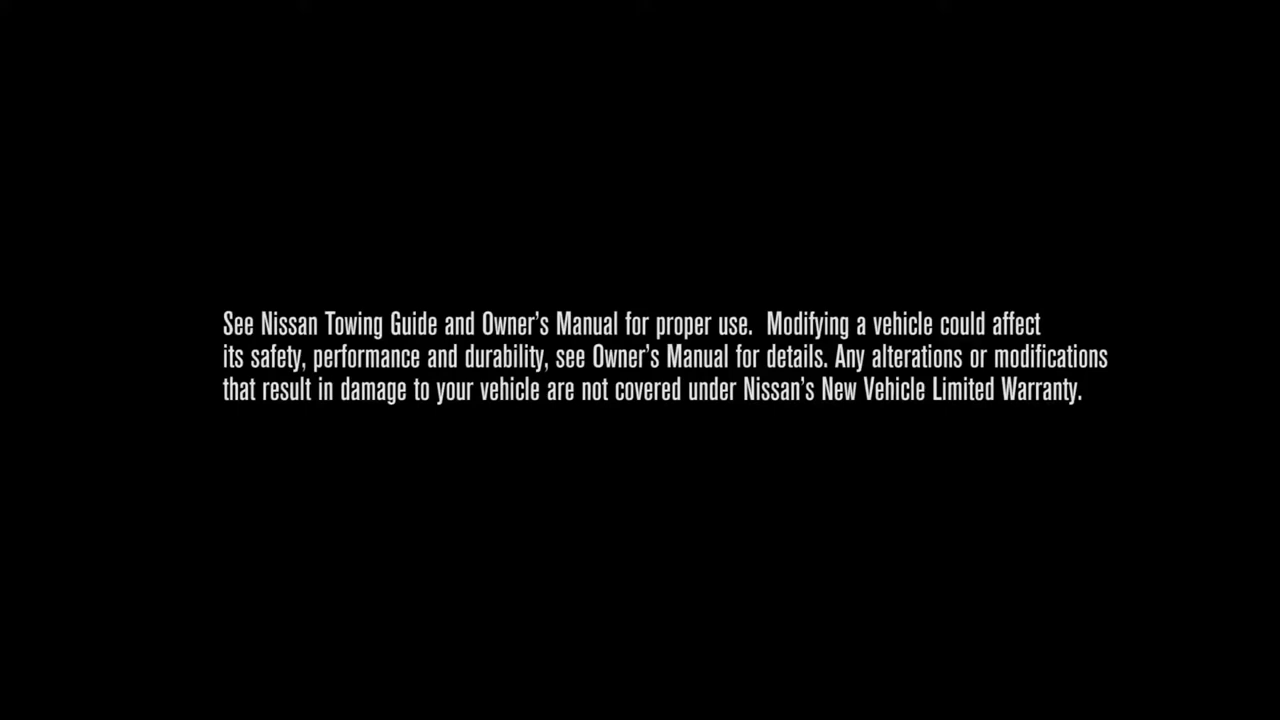 See Nissan Towing Guide and Owner's Manual for proper use.  Modifying a vehicle could affect
its safety, performance and durability, see Owner's Manual for details. Any alterations or modifications
that result in damage to your vehicle are not covered under Nissan's New Vehicle Limited Warranty.